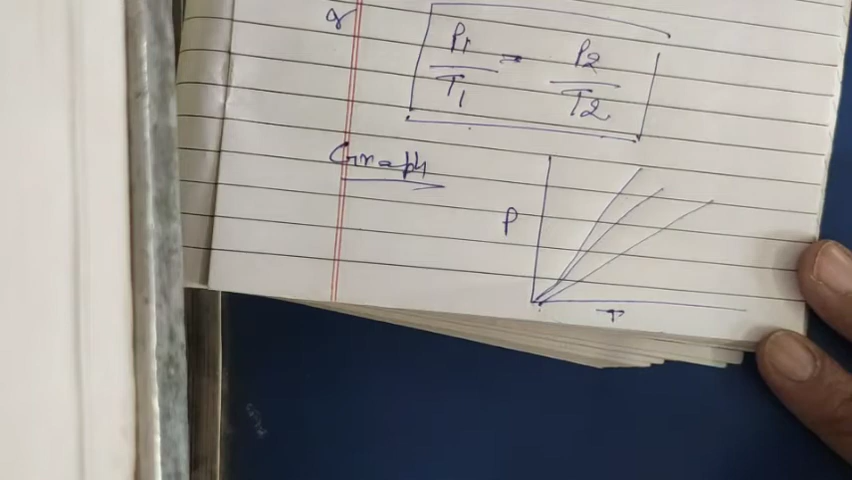 or
P1/T1 = P2/T2
Graph
P
T